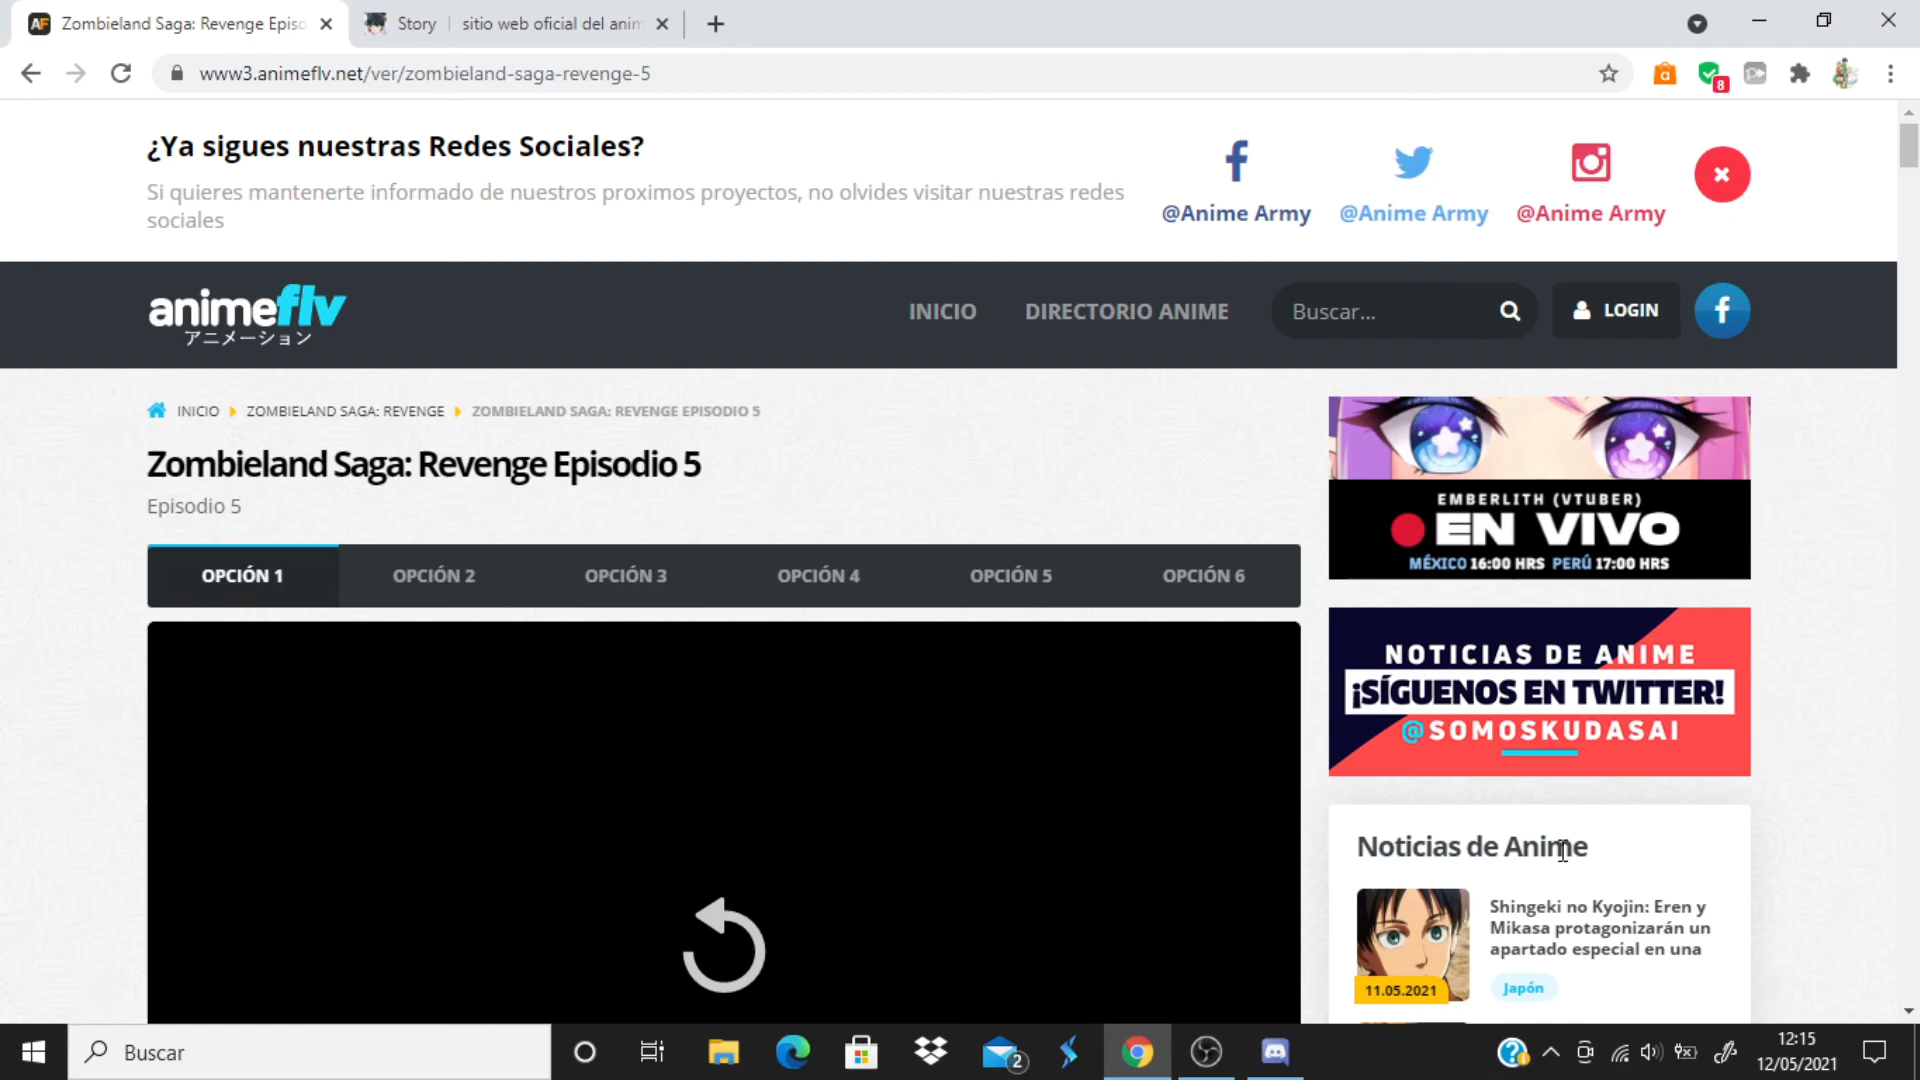 Zombieland Saga: Revenge Episo
Story | sitio web oficial del anim
www3.animeflv.net/ver/zombieland-saga-revenge-5
8
¿Ya sigues nuestras Redes Sociales?
Si quieres mantenerte informado de nuestros proximos proyectos, no olvides visitar nuestras redes
sociales
@Anime Army
@Anime Army
@Anime Army
animeflv
アニメーション
INICIO
DIRECTORIO ANIME
Buscar...
LOGIN
INICIO
ZOMBIELAND SAGA: REVENGE
ZOMBIELAND SAGA: REVENGE EPISODIO 5
Zombieland Saga: Revenge Episodio 5
Episodio 5
OPCIÓN 1
OPCIÓN 2
OPCIÓN 3
OPCIÓN 4
OPCIÓN 5
OPCIÓN 6
EMBERLITH (VTUBER)
EN VIVO
MÉXICO 16:00 HRS PERÚ 17:00 HRS
NOTICIAS DE ANIME
¡SÍGUENOS EN TWITTER!
@SOMOSKUDASAI
Noticias de Anime
Shingeki no Kyojin: Eren y
Mikasa protagonizarán un
apartado especial en una
11.05.2021
Japón
Buscar
2
12:15
12/05/2021